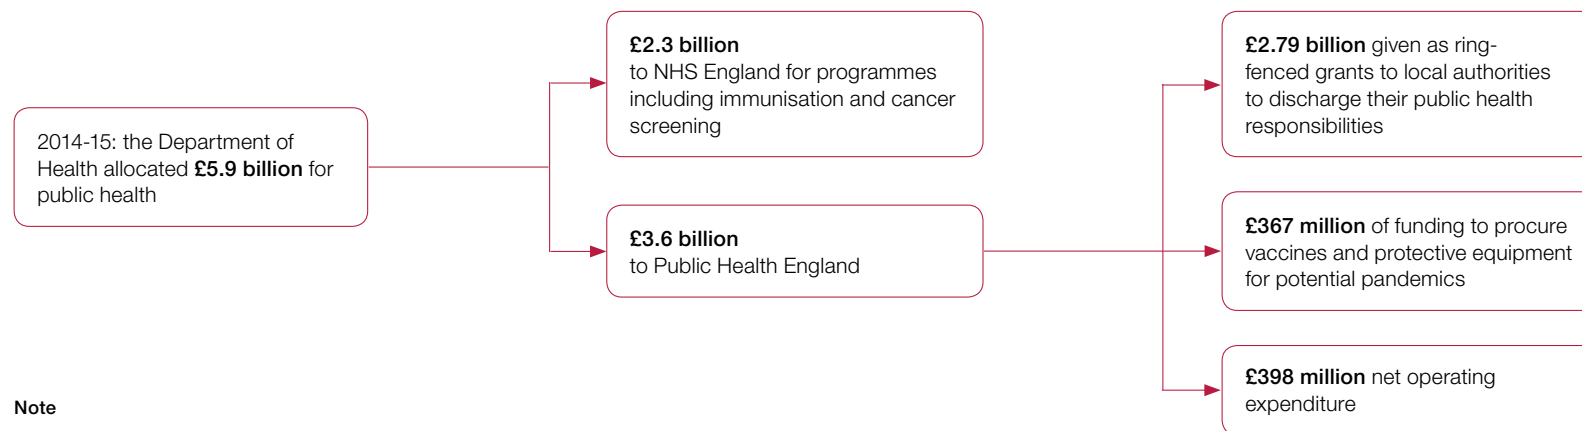 2014-15: the Department of
Health allocated £5.9 billion for
public health
£2.3 billion
to NHS England for programmes
including immunisation and cancer
screening
£3.6 billion
to Public Health England
£2.79 billion given as ring-
fenced grants to local authorities
to discharge their public health
responsibilities
£367 million of funding to procure
vaccines and protective equipment
for potential pandemics
£398 million net operating
expenditure
Note